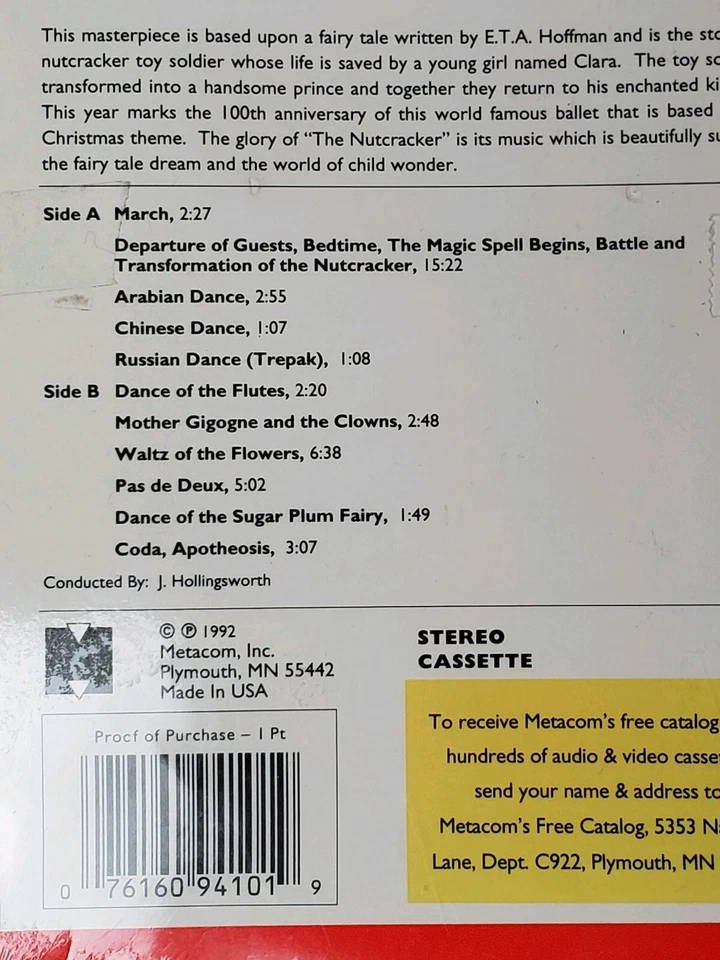 This masterpiece is based upon a fairy tale written by E.T.A. Hoffman and is the
nutcracker toy soldier whose life is saved by a young girl named Clara. The toy
transformed into a handsome prince and together they return to his enchanted
This year marks the 100th anniversary of this world famous ballet that is based
Christmas theme. The glory of “The Nutcracker” is its music which is beautifully
the fairy tale dream and the world of child wonder.
Side A March, 2:27
Departure of Guests, Bedtime, The Magic Spell Begins, Battle and
Transformation of the Nutcracker, 15:22
Arabian Dance, 2:55
Chinese Dance, 1:07
Russian Dance (Trepak), 1:08
Side B Dance of the Flutes, 2:20
Mother Gigogne and the Clowns, 2:48
Waltz of the Flowers, 6:38
Pas de Deux, 5:02
Dance of the Sugar Plum Fairy, 1:49
Coda, Apotheosis, 3:07
Conducted By: J. Hollingsworth
© ℗ 1992
Metacom, Inc.
Plymouth, MN 55442
Made In USA
STEREO
CASSETTE
Proof of Purchase – 1 Pt
0 76160 94101 9
To receive Metacom's free catalog
hundreds of audio & video
send your name & address
Metacom's Free Catalog, 5353
Lane, Dept. C922, Plymouth, MN